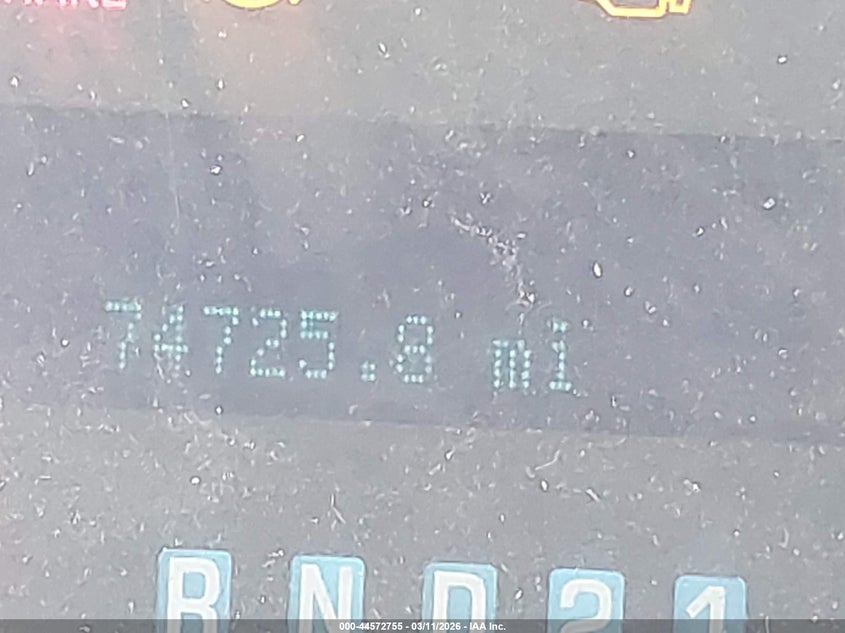 74725.8 mi
R N D 2 1
000-44572755 - 03/11/2026 - IAA Inc.